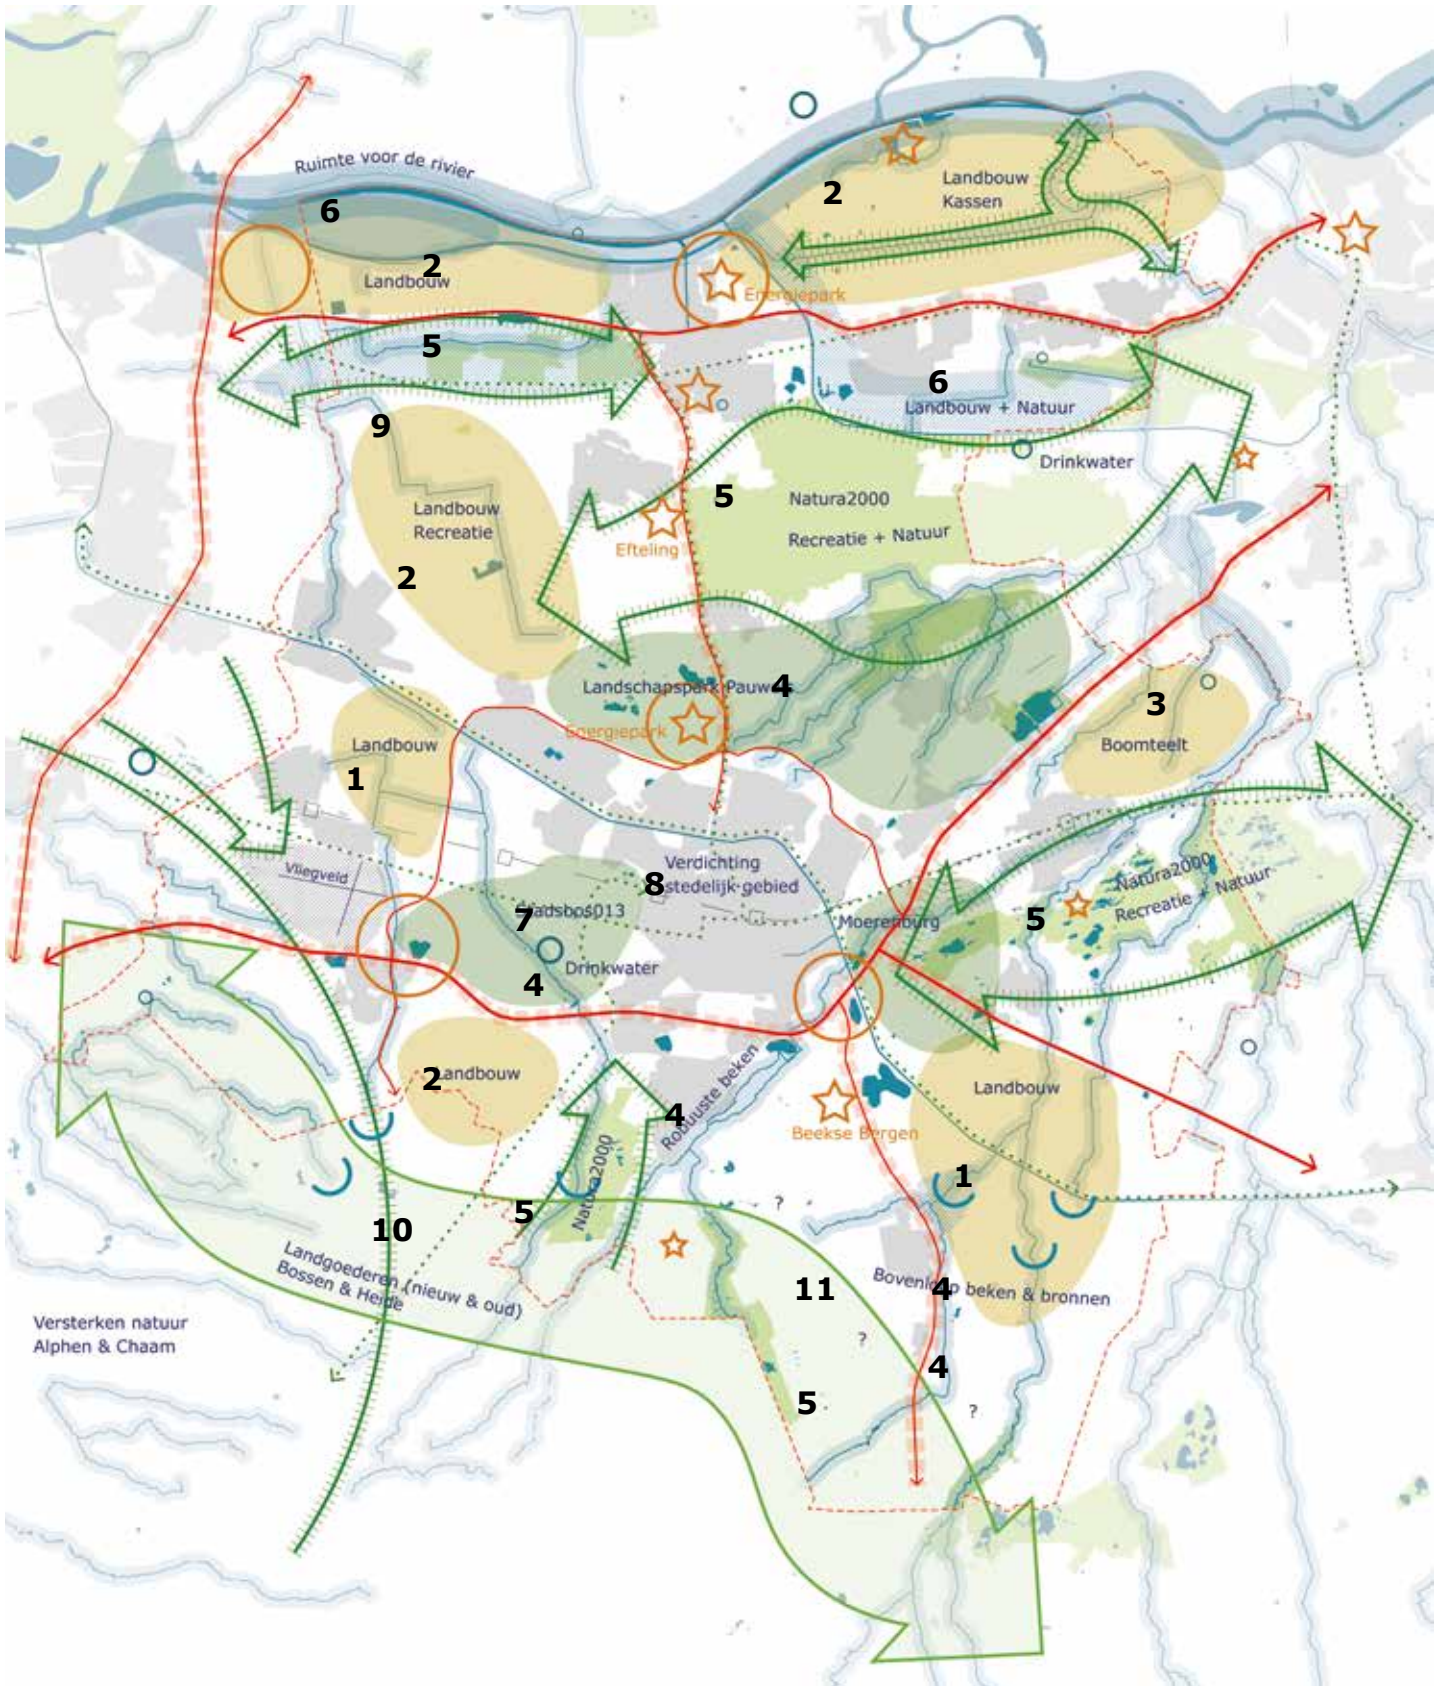 Ruimte voor de rivier
6
2
Landbouw
Kassen
2
Landbouw
Energiepark
5
6
Landbouw + Natuur
9
Drinkwater
5
Natura2000
Landbouw
Recreatie
Recreatie + Natuur
Efteling
2
Landschapspark Pauwels
4
3
Energiepark
Landbouw
Boomteelt
1
Vliegveld
Verdichting
8
stedelijk gebied
Natura2000
Recreatie + Natuur
7
Stadsbos013
Moerenburg
5
Drinkwater
4
2
Landbouw
Landbouw
Robuuste beken
4
Beekse Bergen
Natura2000
1
5
?
10
Landgoederen (nieuw & oud)
Bossen & Heide
11
Bovenloop beken & bronnen
4
Versterken natuur
Alphen & Chaam
?
4
5
?